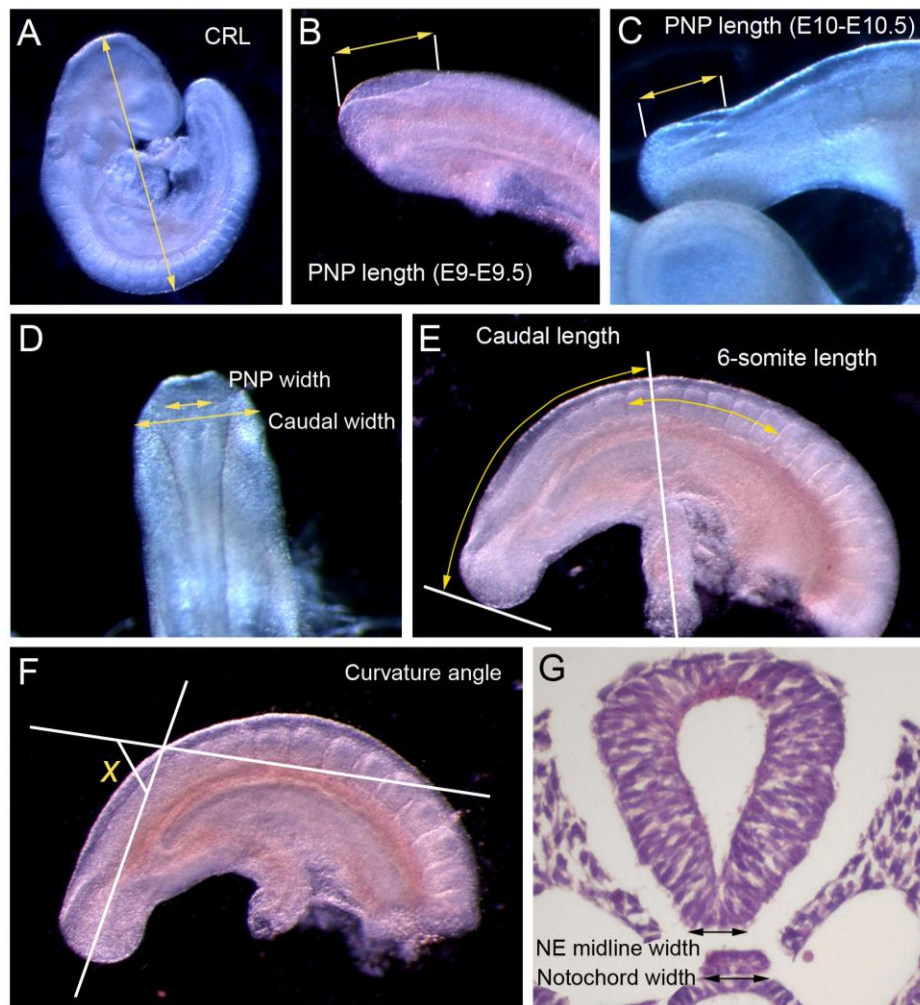 A
CRL
B
PNP length (E9-E9.5)
C
PNP length (E10-E10.5)
D
PNP width
Caudal width
E
Caudal length
6-somite length
F
Curvature angle
X
G
NE midline width
Notochord width